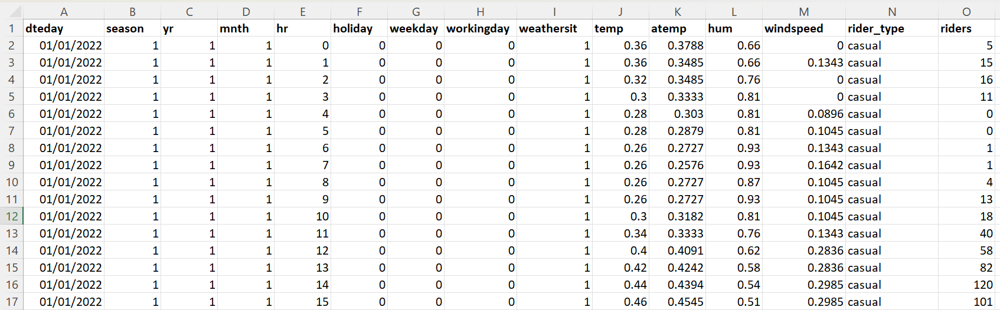 A B C D E F G H I J K L M N O
1 dteday season yr mnth hr holiday weekday workingday weathersit temp atemp hum windspeed rider_type riders
2 01/01/2022 1 1 1 0 0 0 0 1 0.36 0.3788 0.66 0 casual 5
3 01/01/2022 1 1 1 1 0 0 0 1 0.36 0.3485 0.66 0.1343 casual 15
4 01/01/2022 1 1 1 2 0 0 0 1 0.32 0.3485 0.76 0 casual 16
5 01/01/2022 1 1 1 3 0 0 0 1 0.3 0.3333 0.81 0 casual 11
6 01/01/2022 1 1 1 4 0 0 0 1 0.28 0.303 0.81 0.0896 casual 0
7 01/01/2022 1 1 1 5 0 0 0 1 0.28 0.2879 0.81 0.1045 casual 0
8 01/01/2022 1 1 1 6 0 0 0 1 0.26 0.2727 0.93 0.1343 casual 1
9 01/01/2022 1 1 1 7 0 0 0 1 0.26 0.2576 0.93 0.1642 casual 1
10 01/01/2022 1 1 1 8 0 0 0 1 0.26 0.2727 0.87 0.1045 casual 4
11 01/01/2022 1 1 1 9 0 0 0 1 0.26 0.2727 0.93 0.1045 casual 13
12 01/01/2022 1 1 1 10 0 0 0 1 0.3 0.3182 0.81 0.1045 casual 18
13 01/01/2022 1 1 1 11 0 0 0 1 0.34 0.3333 0.76 0.1343 casual 40
14 01/01/2022 1 1 1 12 0 0 0 1 0.4 0.4091 0.62 0.2836 casual 58
15 01/01/2022 1 1 1 13 0 0 0 1 0.42 0.4242 0.58 0.2836 casual 82
16 01/01/2022 1 1 1 14 0 0 0 1 0.44 0.4394 0.54 0.2985 casual 120
17 01/01/2022 1 1 1 15 0 0 0 1 0.46 0.4545 0.51 0.2985 casual 101